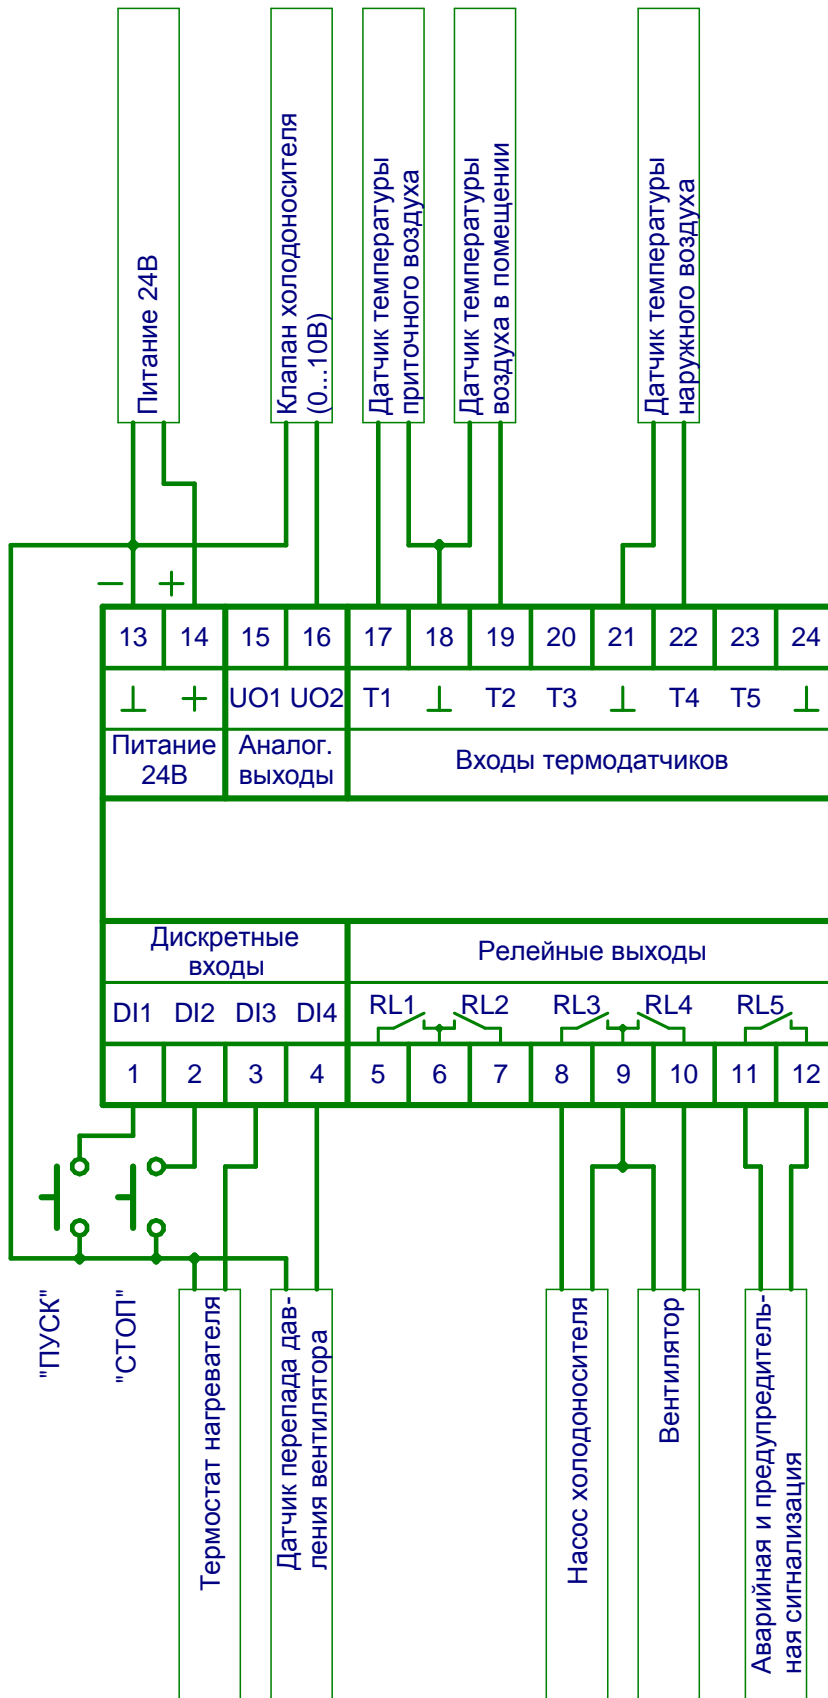 Питание 24В
Клапан холодоносителя
(0...10В)
Датчик температуры
приточного воздуха
Датчик температуры
воздуха в помещении
Датчик температуры
наружного воздуха
— +
13 14 15 16 17 18 19 20 21 22 23 24
⊥ + UO1 UO2 T1 ⊥ T2 T3 ⊥ T4 T5 ⊥
Питание
24В
Аналог.
выходы
Входы термодатчиков
Дискретные
входы
Релейные выходы
DI1 DI2 DI3 DI4 RL1 RL2 RL3 RL4 RL5
1 2 3 4 5 6 7 8 9 10 11 12
"ПУСК"
"СТОП"
Термостат нагревателя
Датчик перепада дав-
ления вентилятора
Насос холодоносителя
Вентилятор
Аварийная и предупредитель-
ная сигнализация